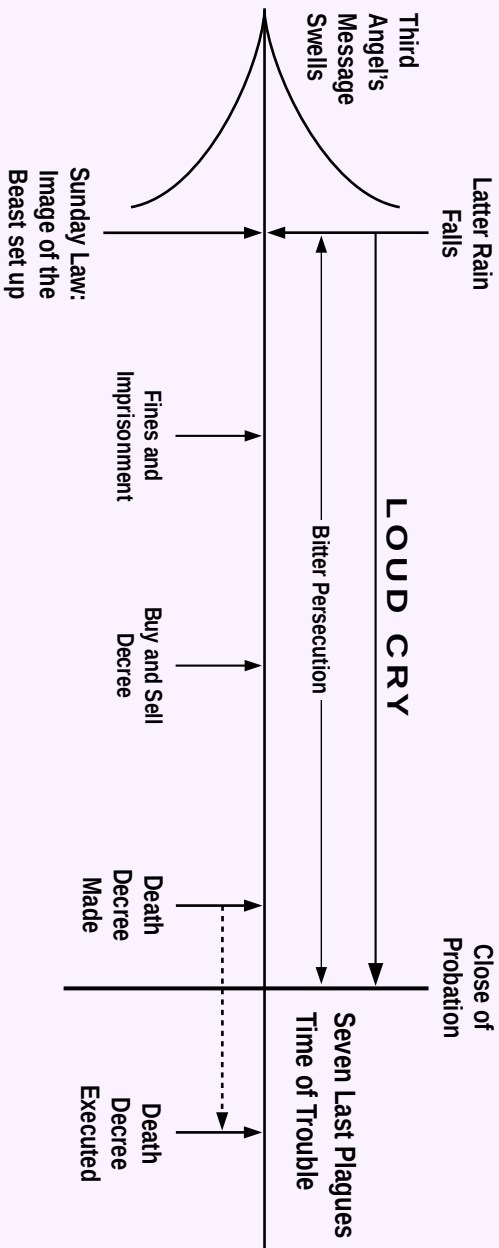 Third
Angel's
Message
Swells
Latter Rain
Falls
Sunday Law:
Image of the
Beast set up
LOUD CRY
Bitter Persecution
Fines and
Imprisonment
Buy and Sell
Decree
Death
Decree
Made
Close of
Probation
Seven Last Plagues
Time of Trouble
Death
Decree
Executed